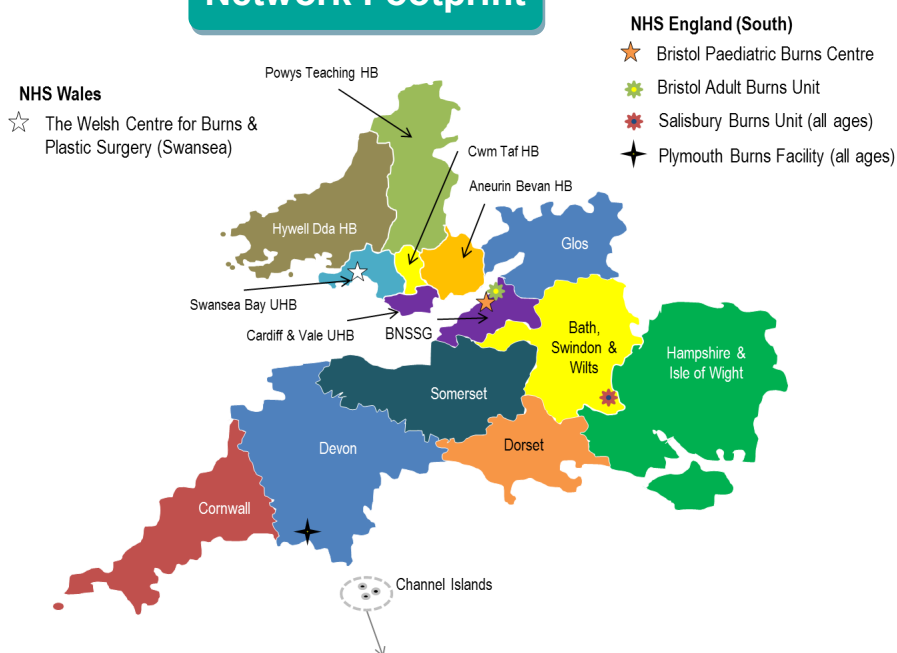 Network Footprint
NHS England (South)
Bristol Paediatric Burns Centre
Bristol Adult Burns Unit
Salisbury Burns Unit (all ages)
Plymouth Burns Facility (all ages)
NHS Wales
The Welsh Centre for Burns &
Plastic Surgery (Swansea)
Powys Teaching HB
Cwm Taf HB
Aneurin Bevan HB
Hywell Dda HB
Glos
Swansea Bay UHB
Cardiff & Vale UHB
BNSSG
Bath,
Swindon &
Wilts
Hampshire &
Isle of Wight
Somerset
Devon
Dorset
Cornwall
Channel Islands